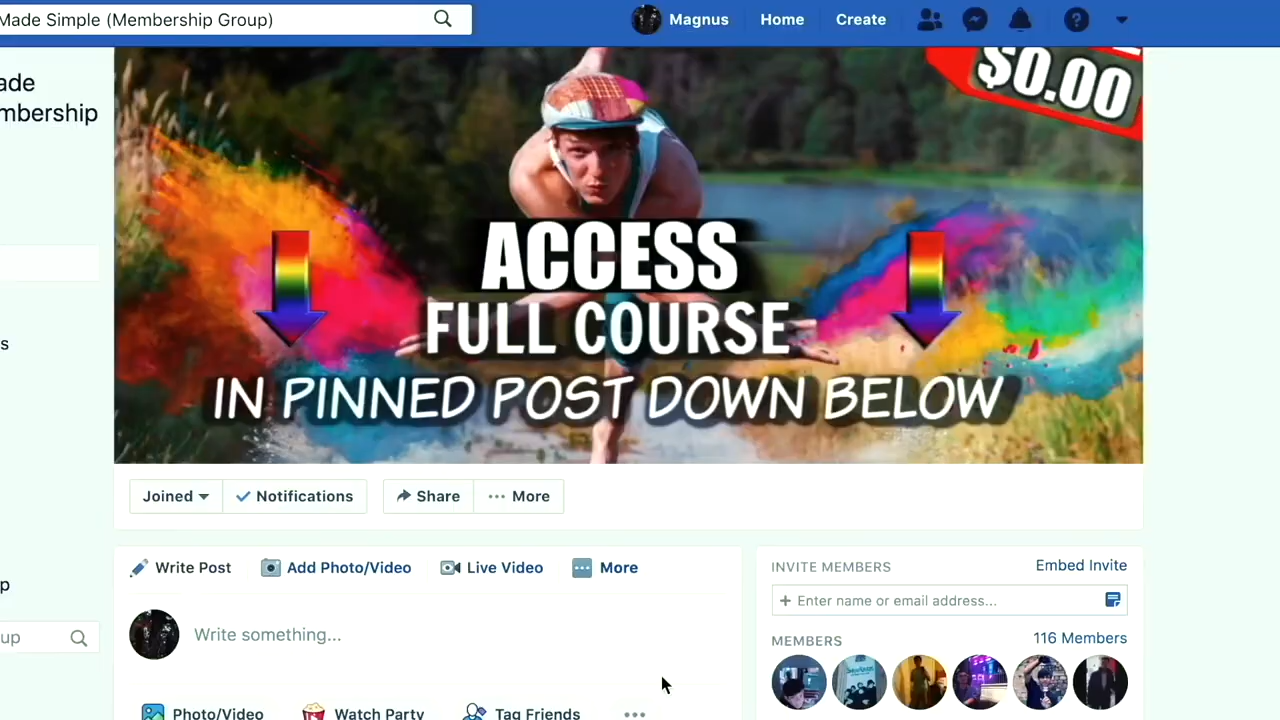 Made Simple (Membership Group)
Magnus
Home
Create
ade
mbership
$0.00
ACCESS
FULL COURSE
IN PINNED POST DOWN BELOW
s
p
up
Joined
Notifications
Share
More
Write Post
Add Photo/Video
Live Video
More
Write something...
Photo/Video
Watch Party
Tag Friends
INVITE MEMBERS
Embed Invite
+ Enter name or email address...
MEMBERS
116 Members